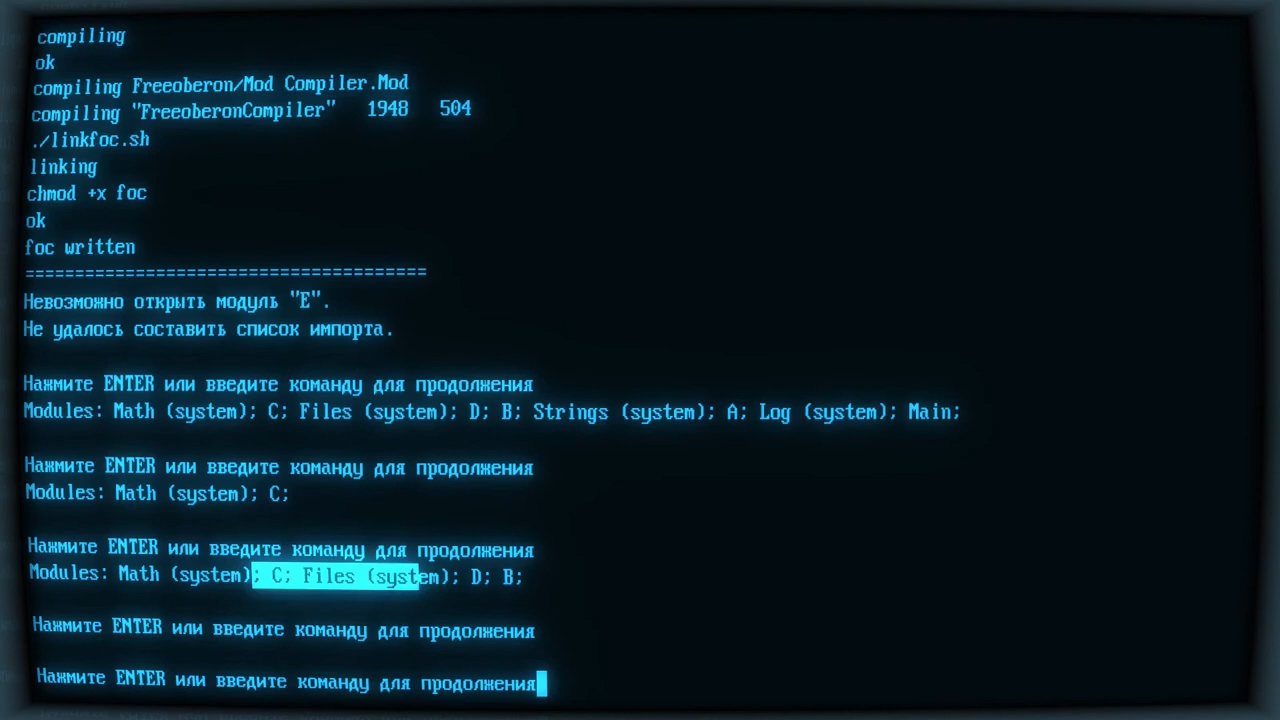 compiling
ok
compiling Freeoberon/Mod Compiler.Mod
compiling "FreeoberonCompiler" 1948 504
./linkfoc.sh
linking
chmod +x foc
ok
foc written
========================================
Невозможно открыть модуль "E".
Не удалось составить список импорта.
Нажмите ENTER или введите команду для продолжения
Modules: Math (system); C; Files (system); D; B; Strings (system); A; Log (system); Main;
Нажмите ENTER или введите команду для продолжения
Modules: Math (system); C;
Нажмите ENTER или введите команду для продолжения
Modules: Math (system); C; Files (system); D; B;
Нажмите ENTER или введите команду для продолжения
Нажмите ENTER или введите команду для продолжения